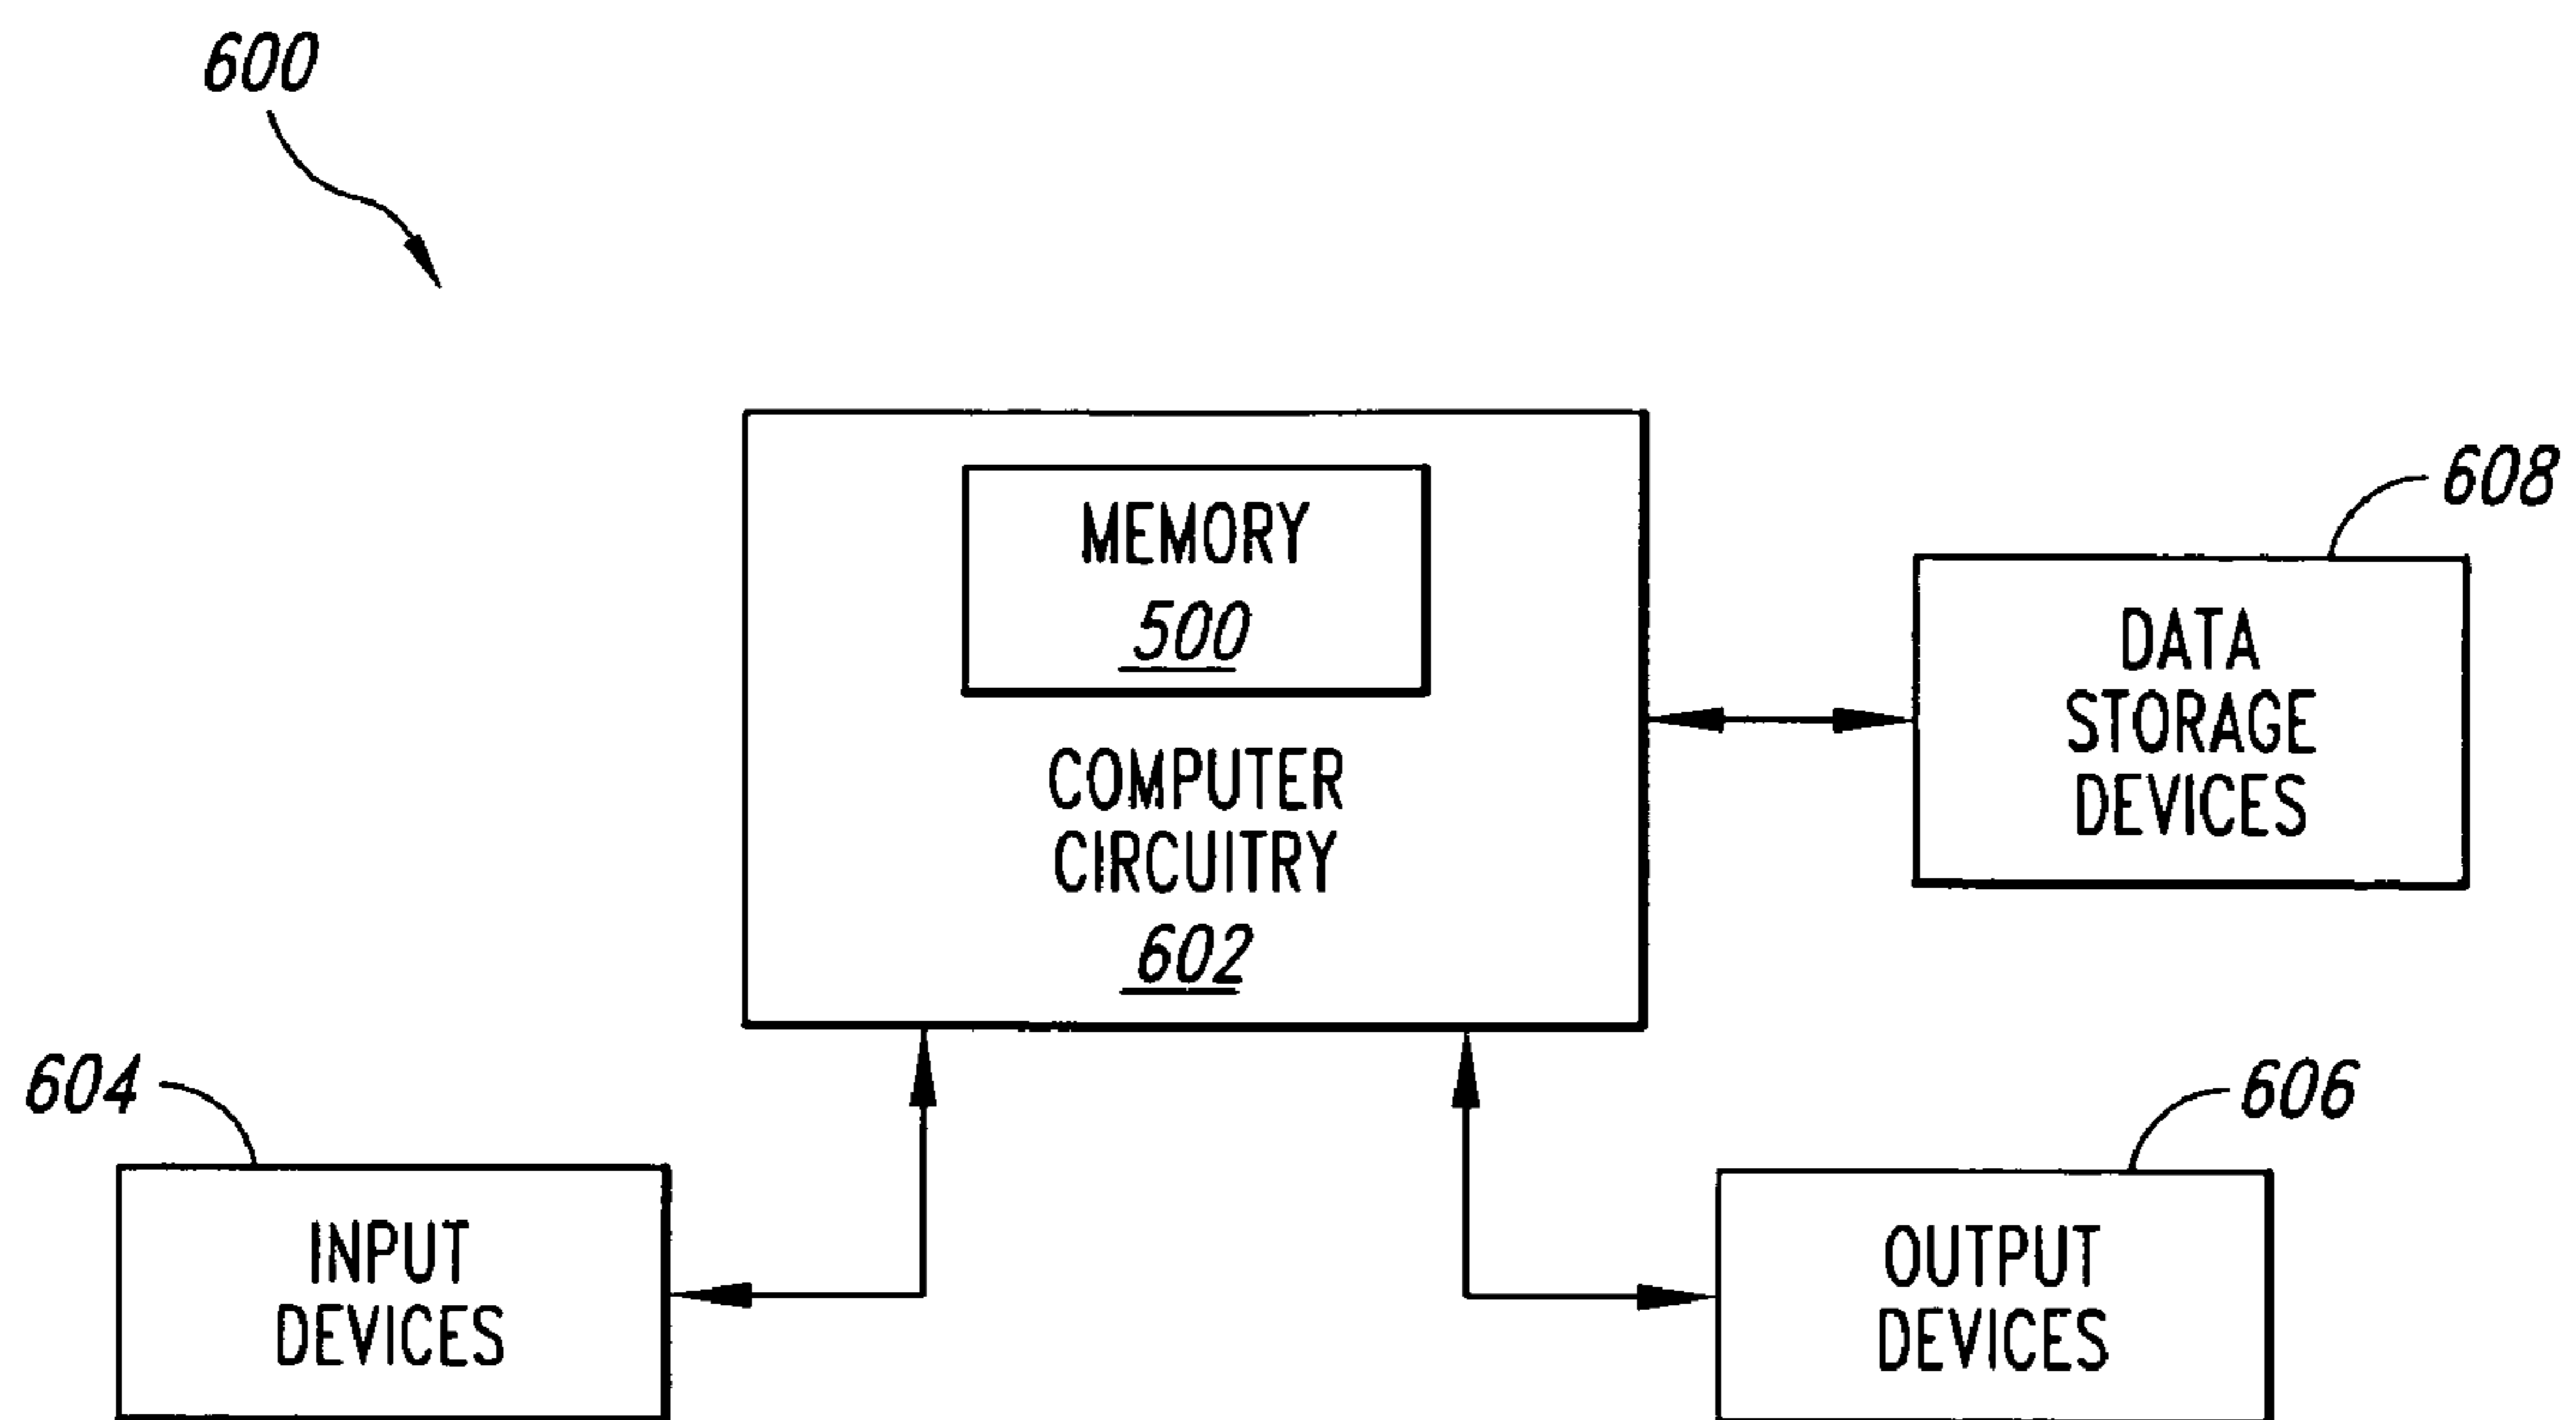 600
MEMORY
500
COMPUTER
CIRCUITRY
602
608
DATA
STORAGE
DEVICES
604
INPUT
DEVICES
606
OUTPUT
DEVICES